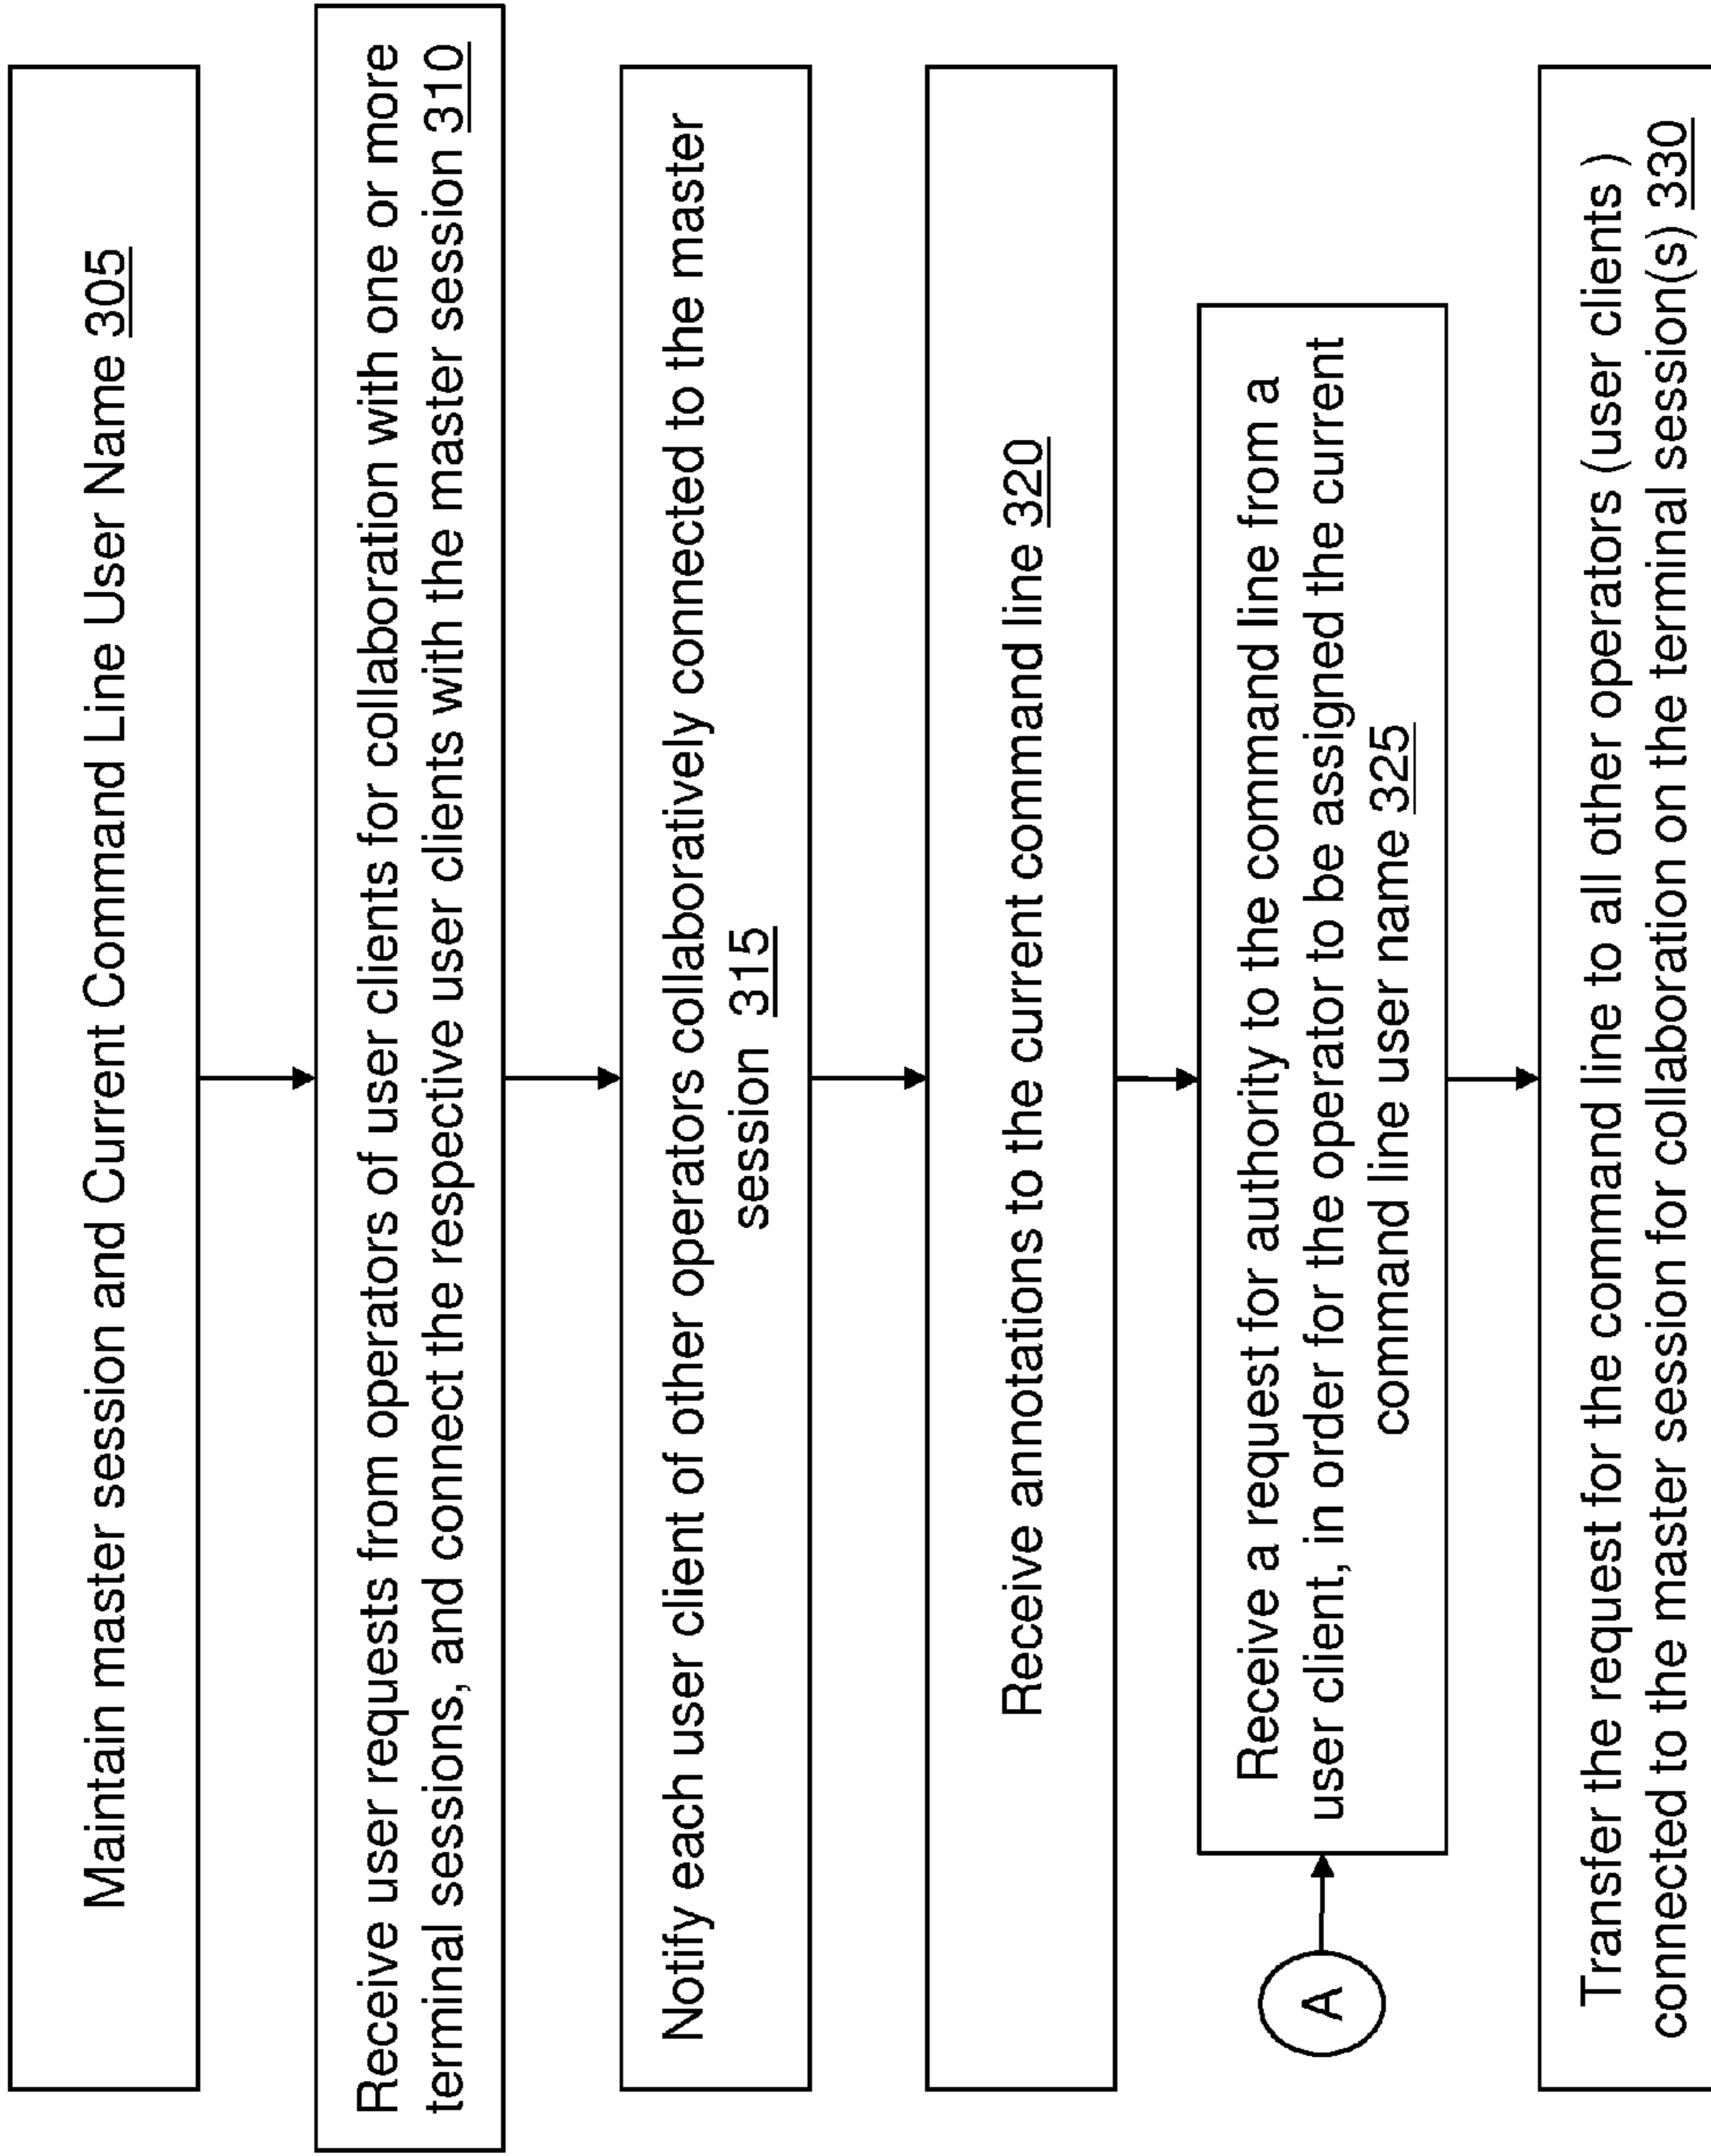 Maintain master session and Current Command Line User Name 305
Receive user requests from operators of user clients for collaboration with one or more
terminal sessions, and connect the respective user clients with the master session 310
Notify each user client of other operators collaboratively connected to the master
session 315
Receive annotations to the current command line 320
Receive a request for authority to the command line from a
user client, in order for the operator to be assigned the current
command line user name 325
A
Transfer the request for the command line to all other operators (user clients )
connected to the master session for collaboration on the terminal session(s) 330